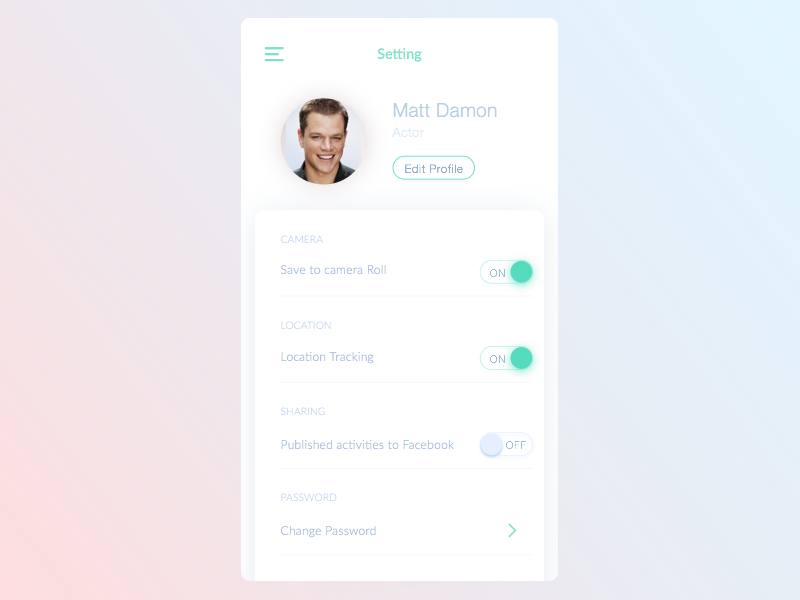 Setting
Matt Damon
Actor
Edit Profile
CAMERA
Save to camera Roll
ON
LOCATION
Location Tracking
ON
SHARING
Published activities to Facebook
OFF
PASSWORD
Change Password